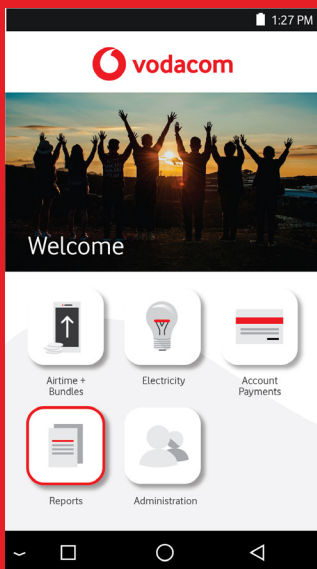 1:27 PM
vodacom
Welcome
Airtime +
Bundles
Electricity
Account
Payments
Reports
Administration